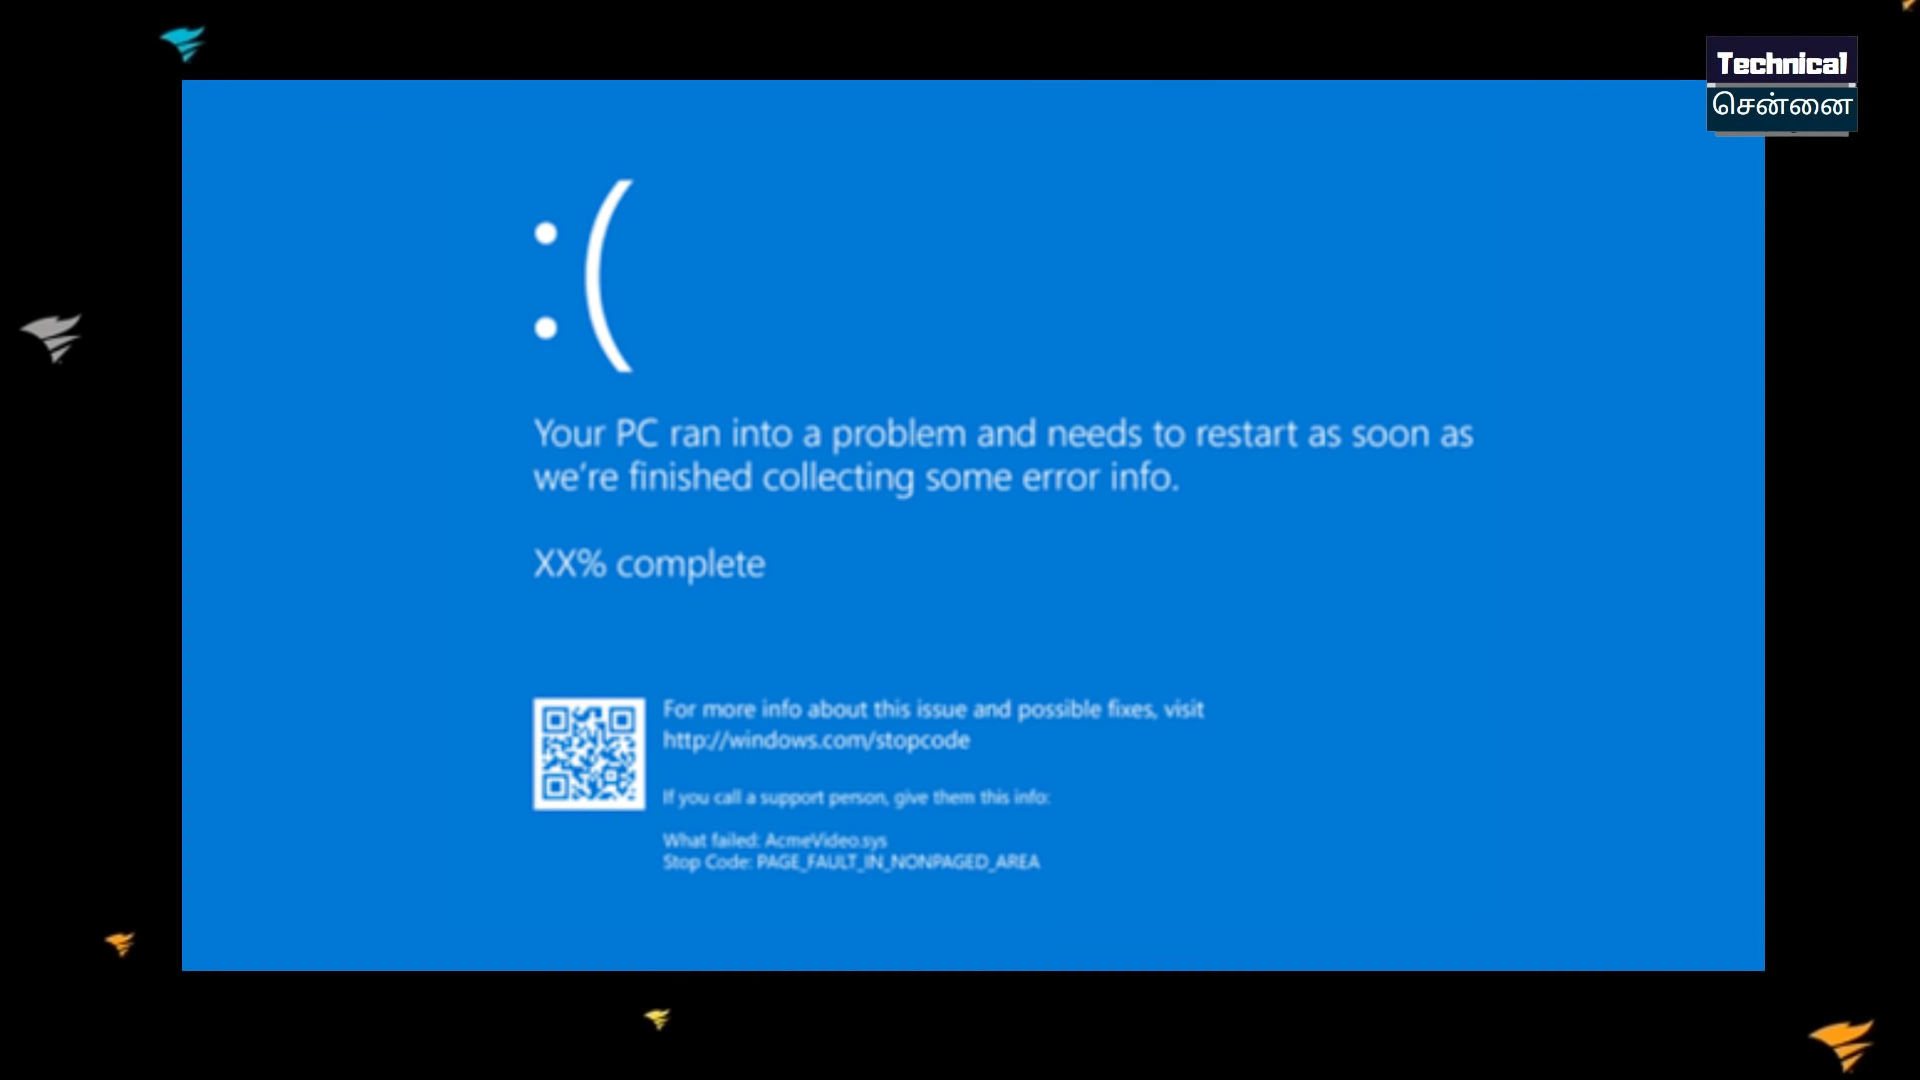 Technical
சென்னை
:(
Your PC ran into a problem and needs to restart as soon as
we're finished collecting some error info.
XX% complete
For more info about this issue and possible fixes, visit
http://windows.com/stopcode
If you call a support person, give them this info:
What failed: AcmeVideo.sys
Stop Code: PAGE_FAULT_IN_NONPAGED_AREA